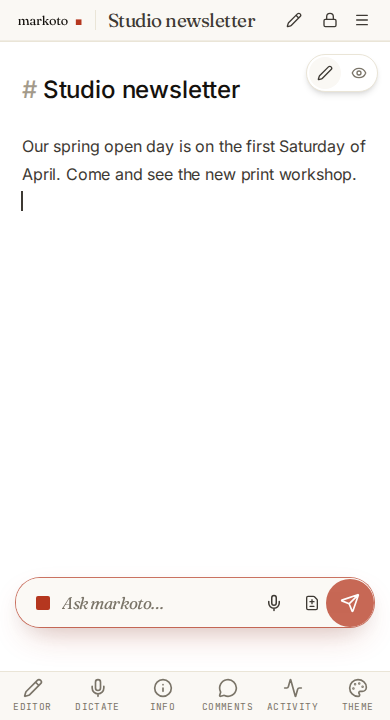 markoto
Studio newsletter
# Studio newsletter
Our spring open day is on the first Saturday of
April. Come and see the new print workshop.
Ask markoto...
EDITOR
DICTATE
INFO
COMMENTS
ACTIVITY
THEME